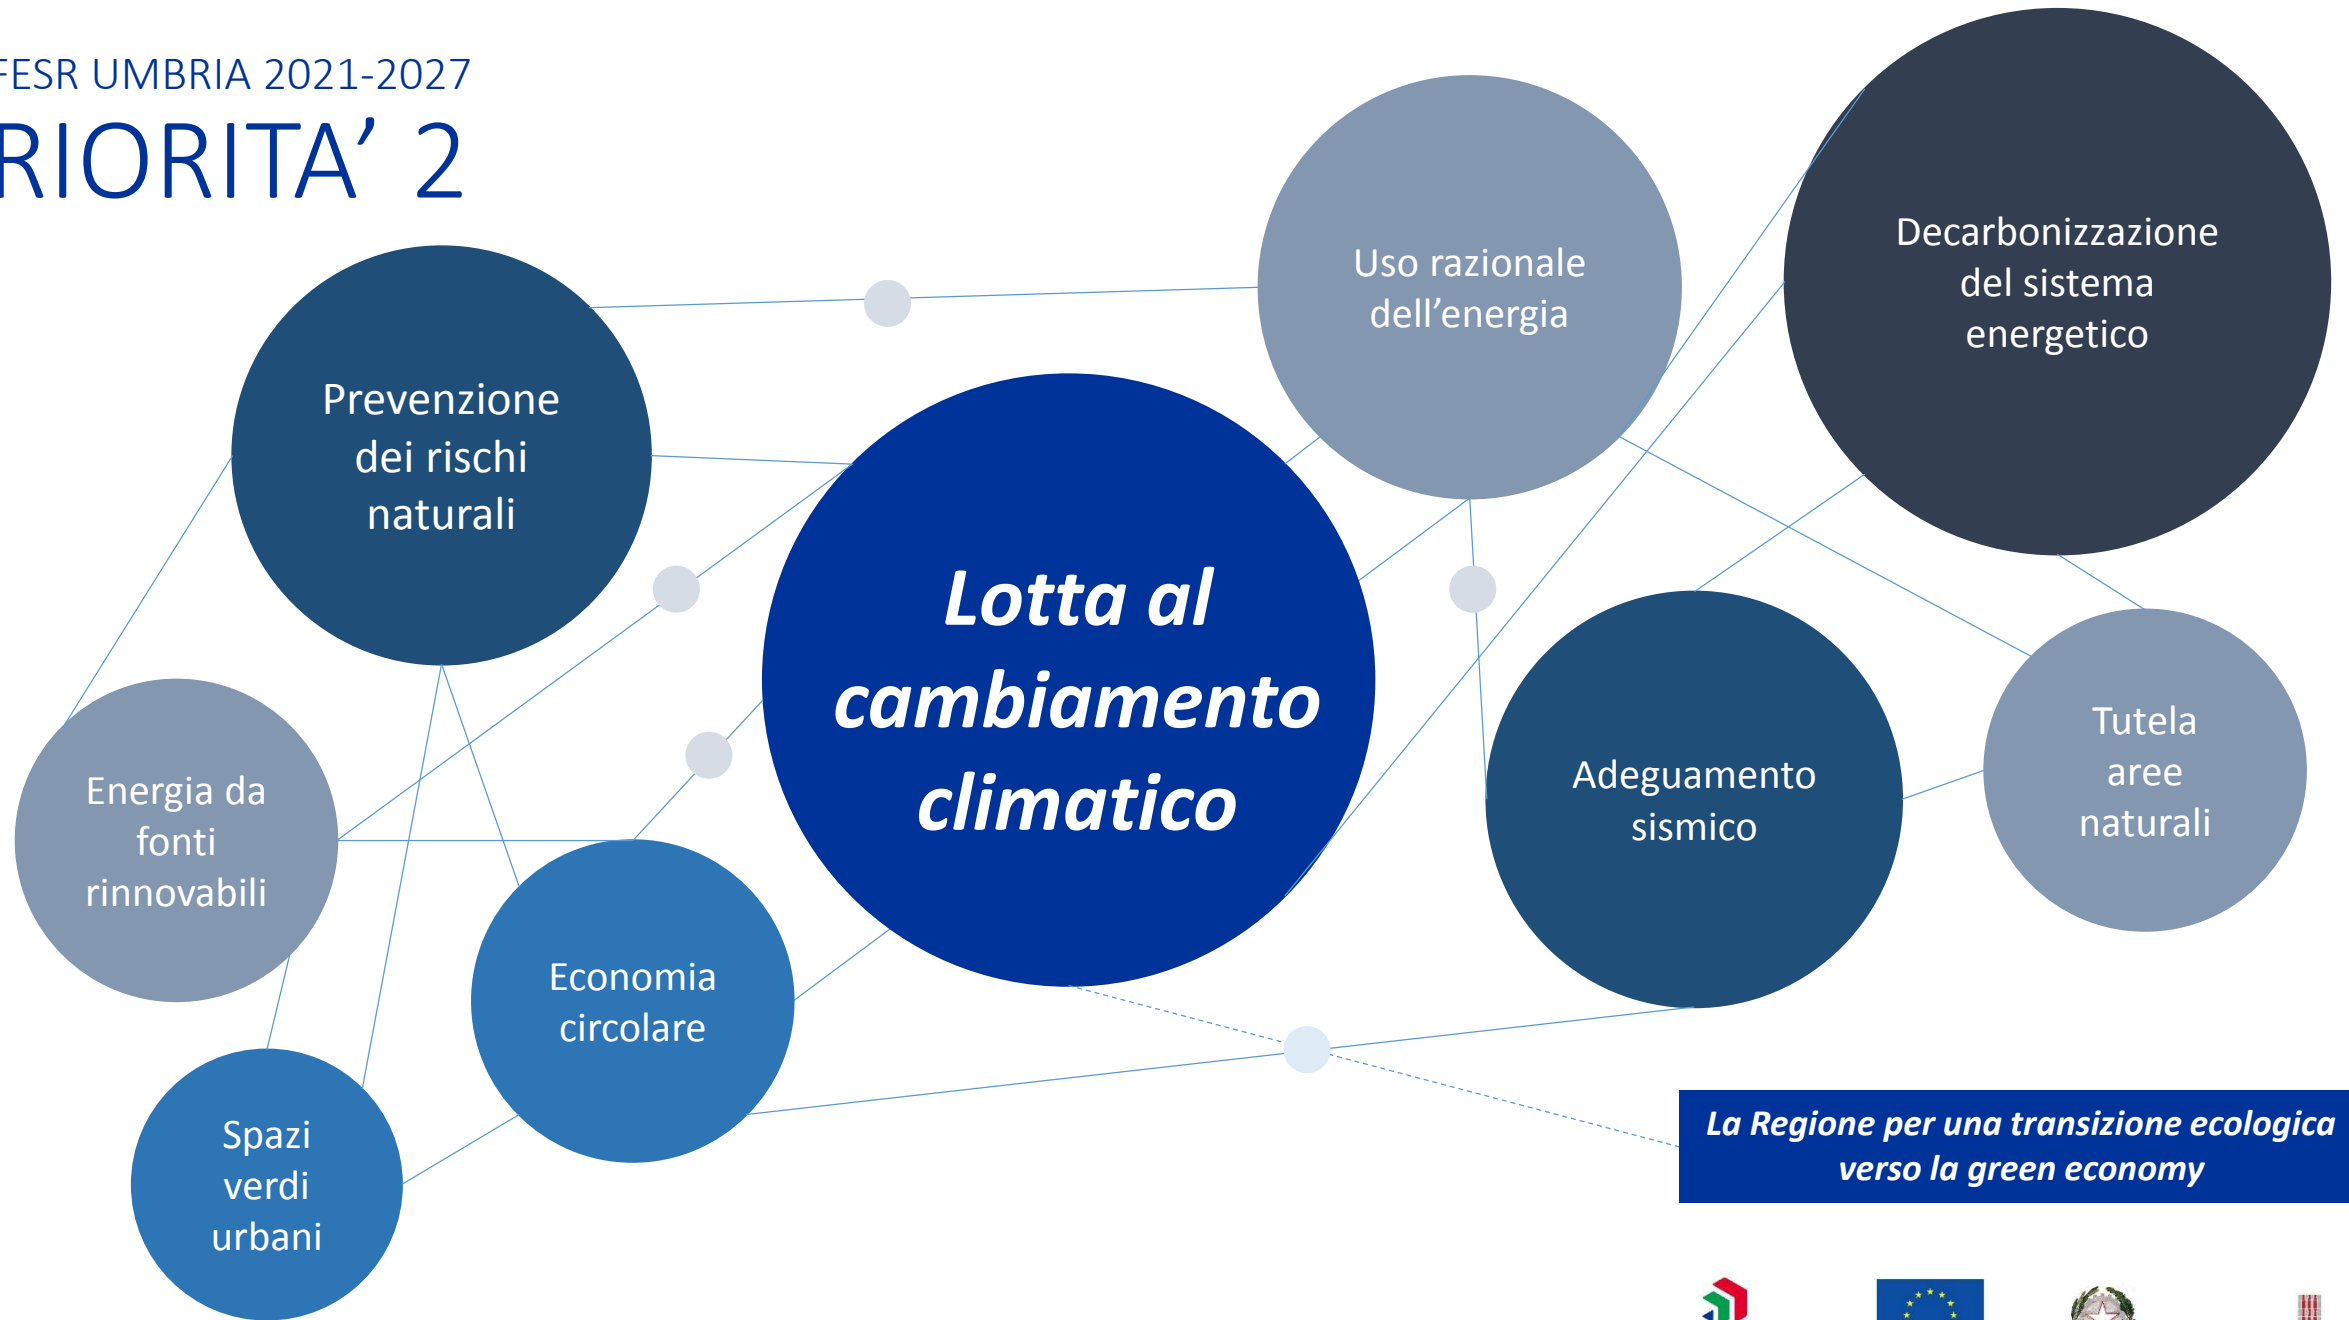 FESR UMBRIA 2021-2027
RIORITA’ 2
Uso razionale
dell’energia
Decarbonizzazione
del sistema
energetico
Prevenzione
dei rischi
naturali
Lotta al
cambiamento
climatico
Adeguamento
sismico
Tutela
aree
naturali
Energia da
fonti
rinnovabili
Economia
circolare
Spazi
verdi
urbani
La Regione per una transizione ecologica
verso la green economy